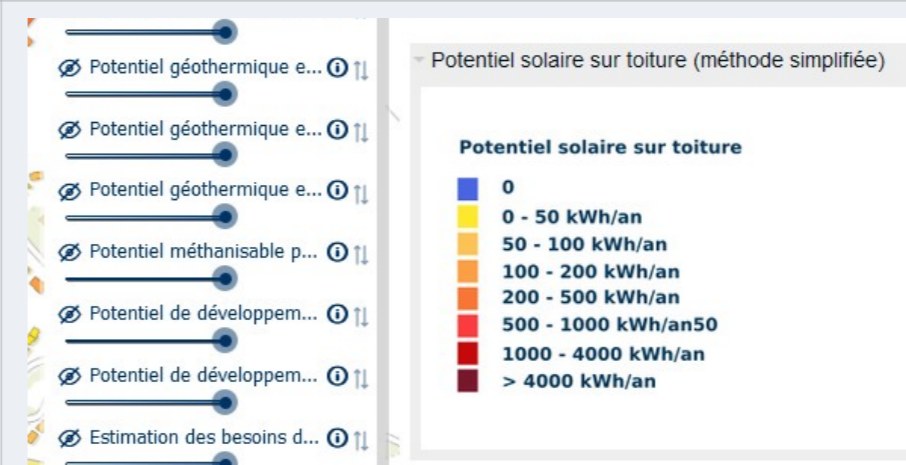 Potentiel géothermique e...
Potentiel géothermique e...
Potentiel géothermique e...
Potentiel méthanisable p...
Potentiel de développem...
Potentiel de développem...
Estimation des besoins d...
Potentiel solaire sur toiture (méthode simplifiée)
Potentiel solaire sur toiture
0
0 - 50 kWh/an
50 - 100 kWh/an
100 - 200 kWh/an
200 - 500 kWh/an
500 - 1000 kWh/an50
1000 - 4000 kWh/an
> 4000 kWh/an